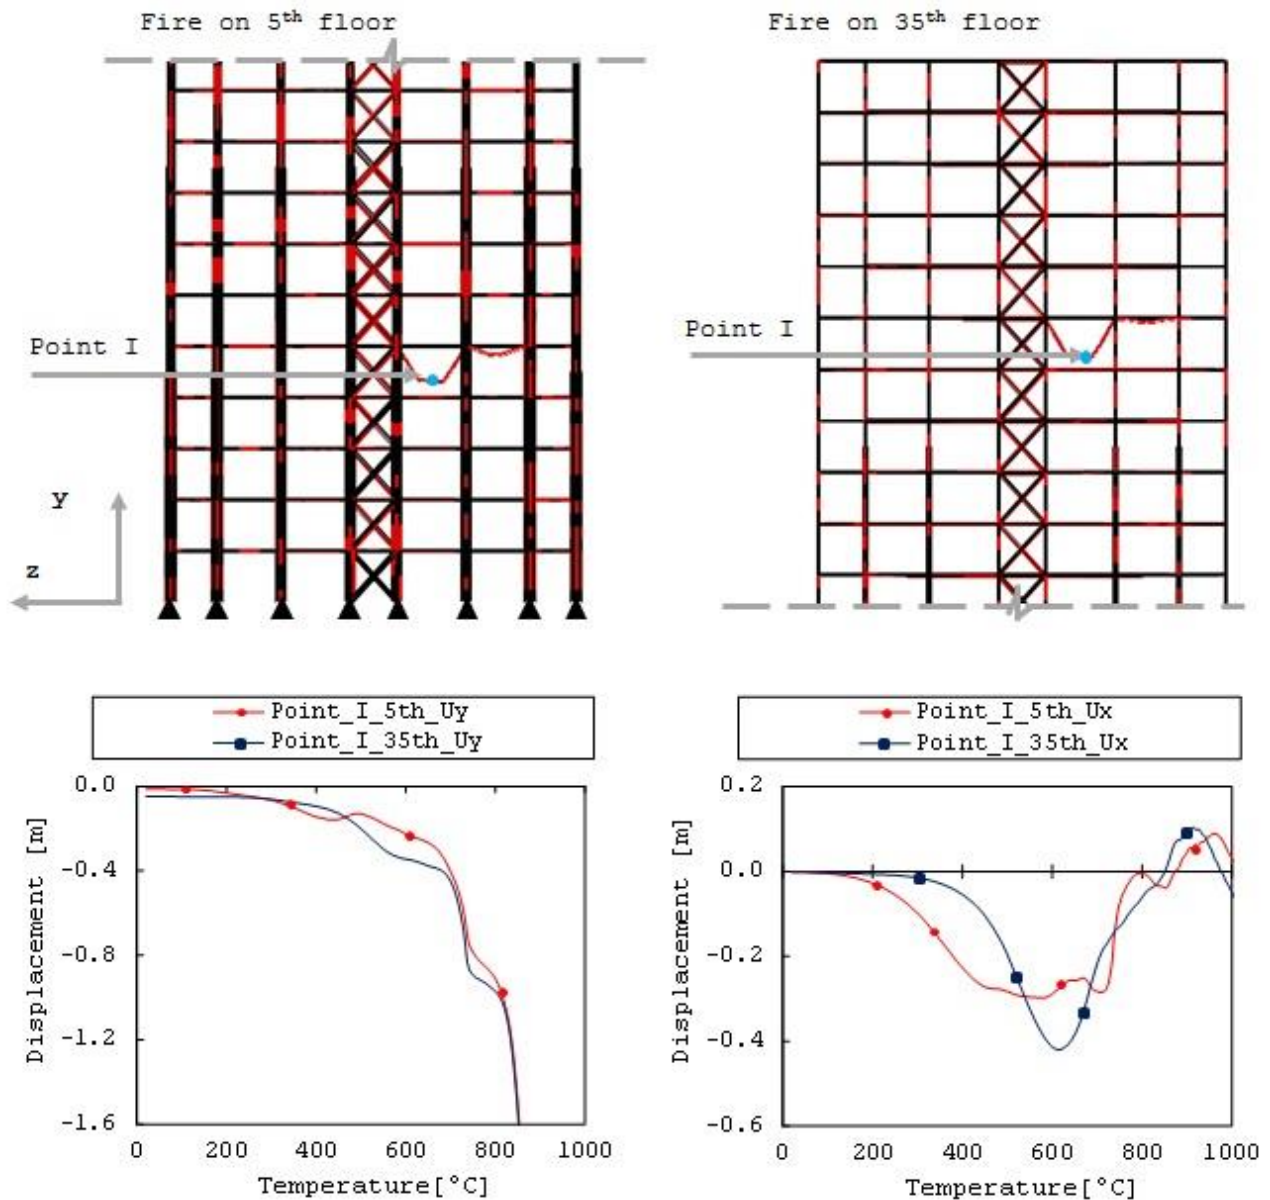 Fire on 5th floor
Fire on 35th floor
Point I
Point I
y
z
Point_I_5th_Uy
Point_I_35th_Uy
Point_I_5th_Ux
Point_I_35th_Ux
0.0
-0.4
-0.8
-1.2
-1.6
Displacement [m]
0
200
400
600
800
1000
Temperature[°C]
0.2
0.0
-0.2
-0.4
-0.6
Displacement [m]
0
200
400
600
800
1000
Temperature[°C]